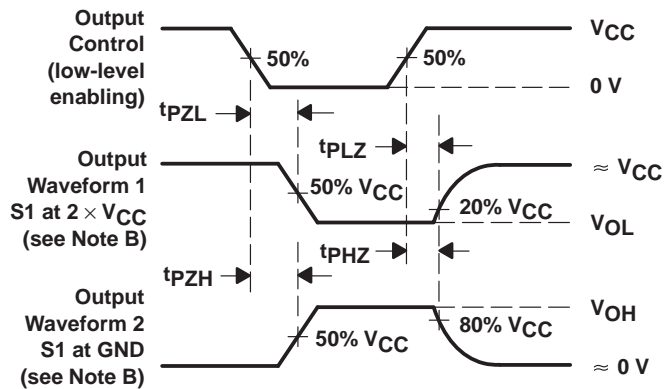 Output
Control
(low-level
enabling)
50%
50%
VCC
0 V
tPZL
tPLZ
Output
Waveform 1
S1 at 2 × VCC
(see Note B)
50% VCC
20% VCC
≈ VCC
VOL
tPZH
tPHZ
Output
Waveform 2
S1 at GND
(see Note B)
50% VCC
80% VCC
VOH
≈ 0 V